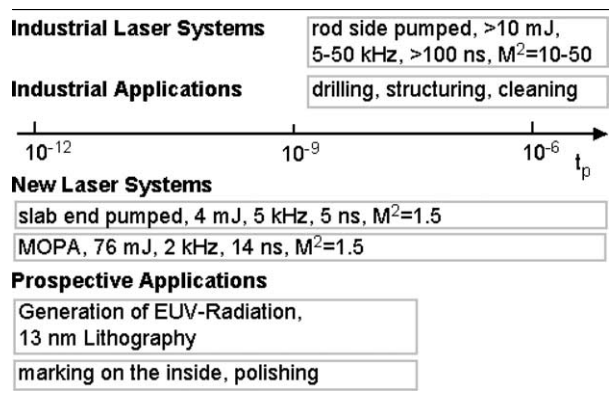 Industrial Laser Systems
rod side pumped, >10 mJ,
5-50 kHz, >100 ns, M²=10-50
Industrial Applications
drilling, structuring, cleaning
10⁻¹² 10⁻⁹ 10⁻⁶ tₚ
New Laser Systems
slab end pumped, 4 mJ, 5 kHz, 5 ns, M²=1.5
MOPA, 76 mJ, 2 kHz, 14 ns, M²=1.5
Prospective Applications
Generation of EUV-Radiation,
13 nm Lithography
marking on the inside, polishing